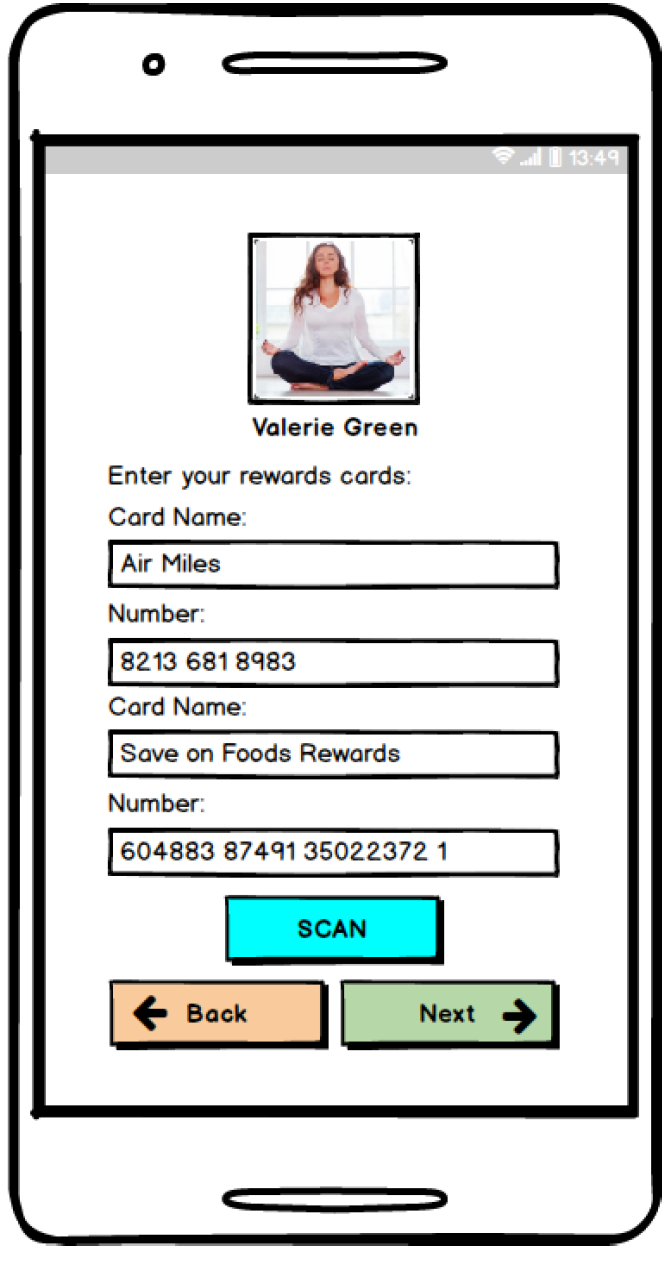 13:49
Valerie Green
Enter your rewards cards:
Card Name:
Air Miles
Number:
8213 681 8983
Card Name:
Save on Foods Rewards
Number:
604883 87491 35022372 1
SCAN
Back
Next